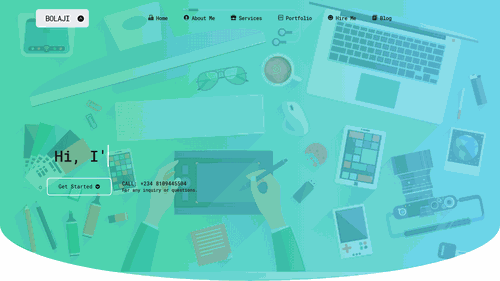 BOLAJI
Home
About Me
Services
Portfolio
Hire Me
Blog
Hi, I'
Get Started
CALL: +234 8109445504
For any inquiry or questions.